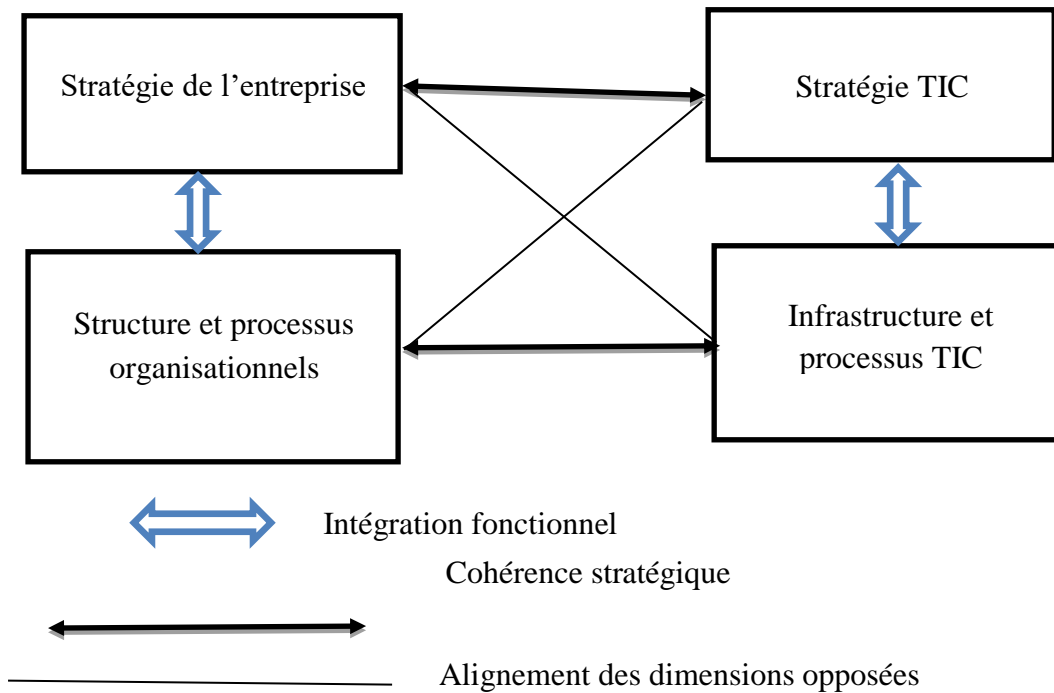 Stratégie de l’entreprise
Stratégie TIC
Structure et processus
organisationnels
Infrastructure et
processus TIC
Intégration fonctionnel
Cohérence stratégique
Alignement des dimensions opposées